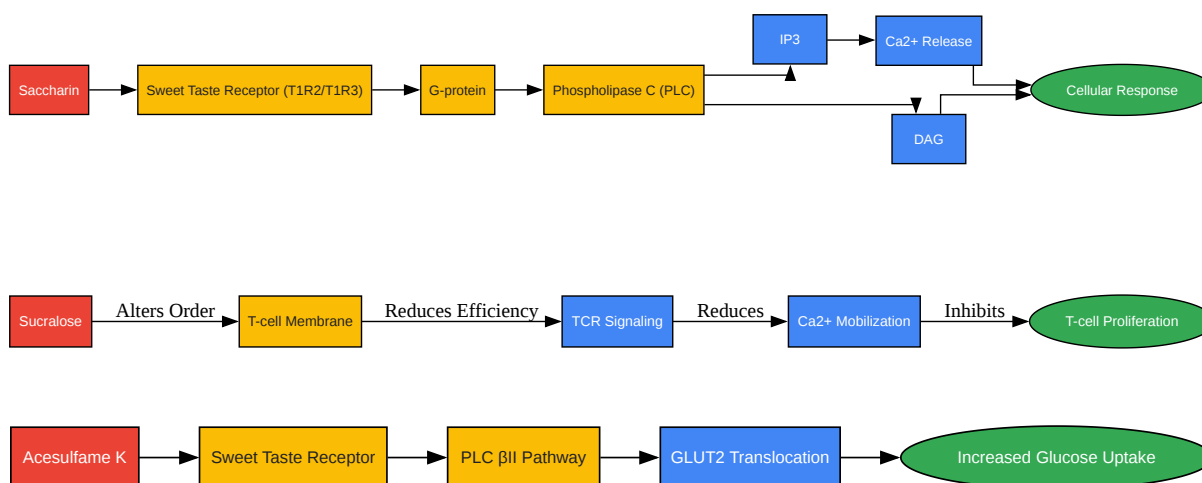 IP3
Ca2+ Release
Saccharin
Sweet Taste Receptor (T1R2/T1R3)
G-protein
Phospholipase C (PLC)
Cellular Response
DAG
Sucralose
Alters Order
T-cell Membrane
Reduces Efficiency
TCR Signaling
Reduces
Ca2+ Mobilization
Inhibits
T-cell Proliferation
Acesulfame K
Sweet Taste Receptor
PLC βII Pathway
GLUT2 Translocation
Increased Glucose Uptake